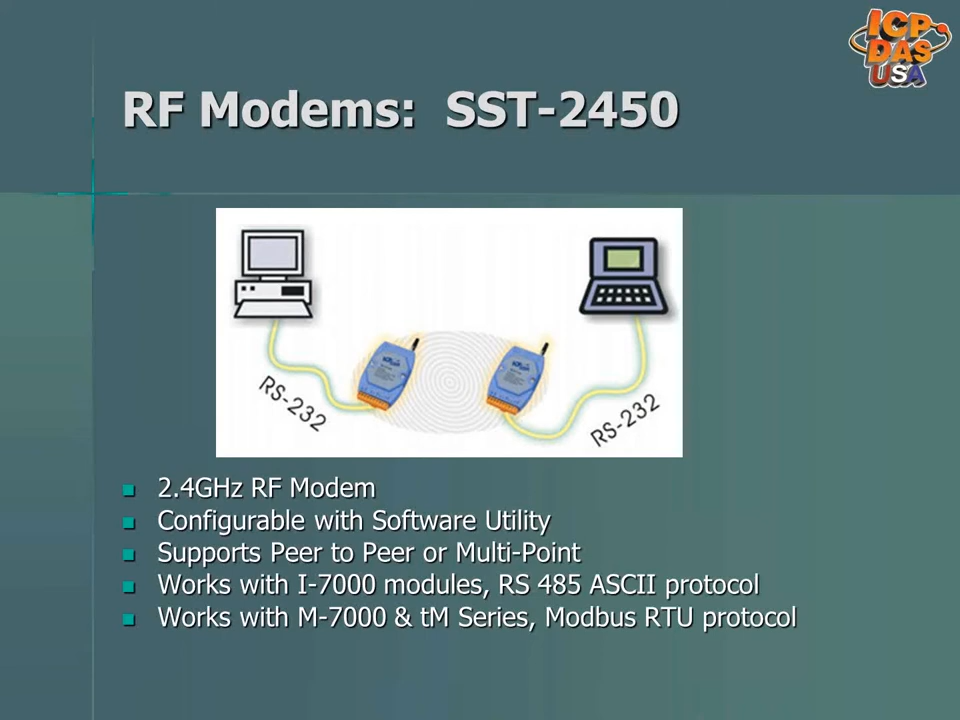 ICP
DAS
USA
RF Modems: SST-2450
RS-232
RS-232
2.4GHz RF Modem
Configurable with Software Utility
Supports Peer to Peer or Multi-Point
Works with I-7000 modules, RS 485 ASCII protocol
Works with M-7000 & tM Series, Modbus RTU protocol